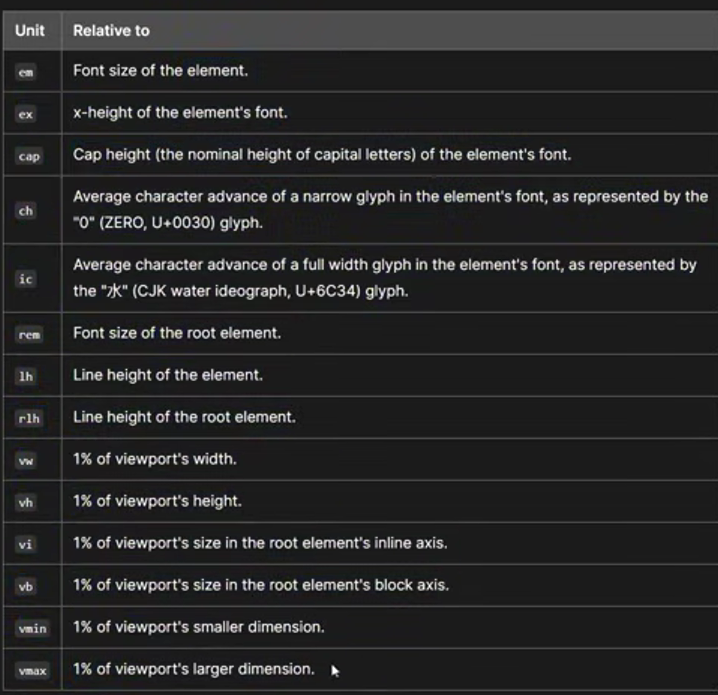 Unit Relative to
em Font size of the element.
ex x-height of the element's font.
cap Cap height (the nominal height of capital letters) of the element's font.
ch Average character advance of a narrow glyph in the element's font, as represented by the
"0" (ZERO, U+0030) glyph.
ic Average character advance of a full width glyph in the element's font, as represented by
the "水" (CJK water ideograph, U+6C34) glyph.
rem Font size of the root element.
lh Line height of the element.
rlh Line height of the root element.
vw 1% of viewport's width.
vh 1% of viewport's height.
vi 1% of viewport's size in the root element's inline axis.
vb 1% of viewport's size in the root element's block axis.
vmin 1% of viewport's smaller dimension.
vmax 1% of viewport's larger dimension.